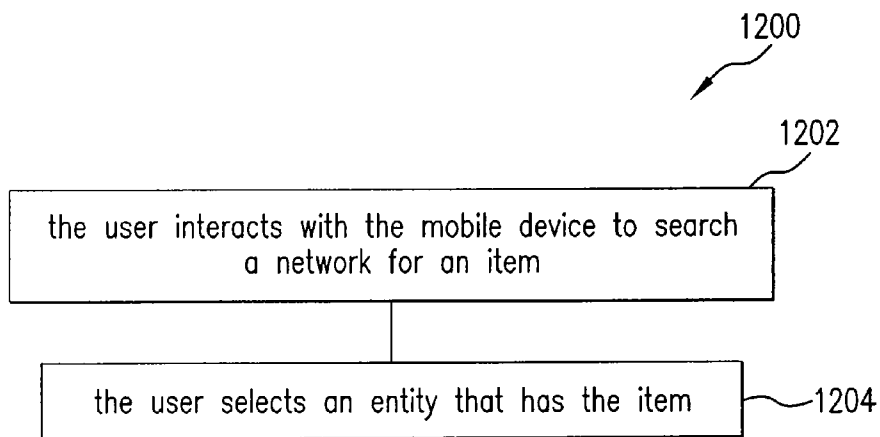 1200
1202
the user interacts with the mobile device to search
a network for an item
the user selects an entity that has the item
1204